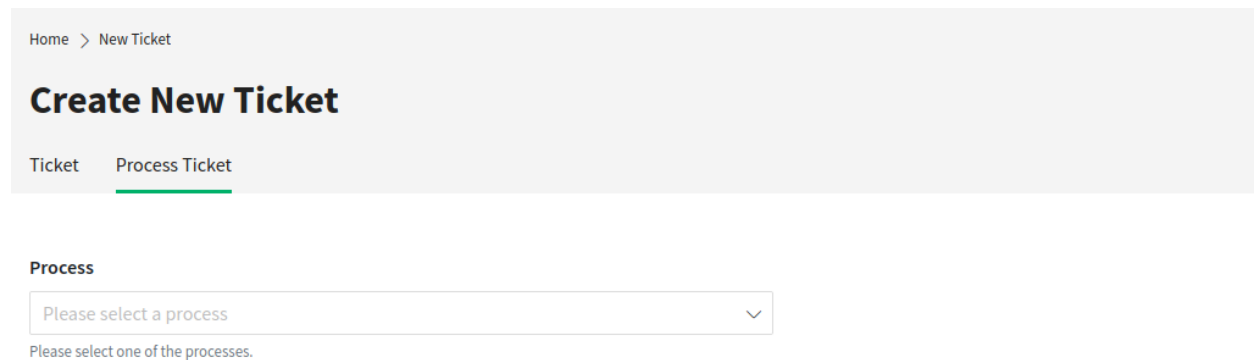 Home > New Ticket
Create New Ticket
Ticket Process Ticket
Process
Please select a process
Please select one of the processes.